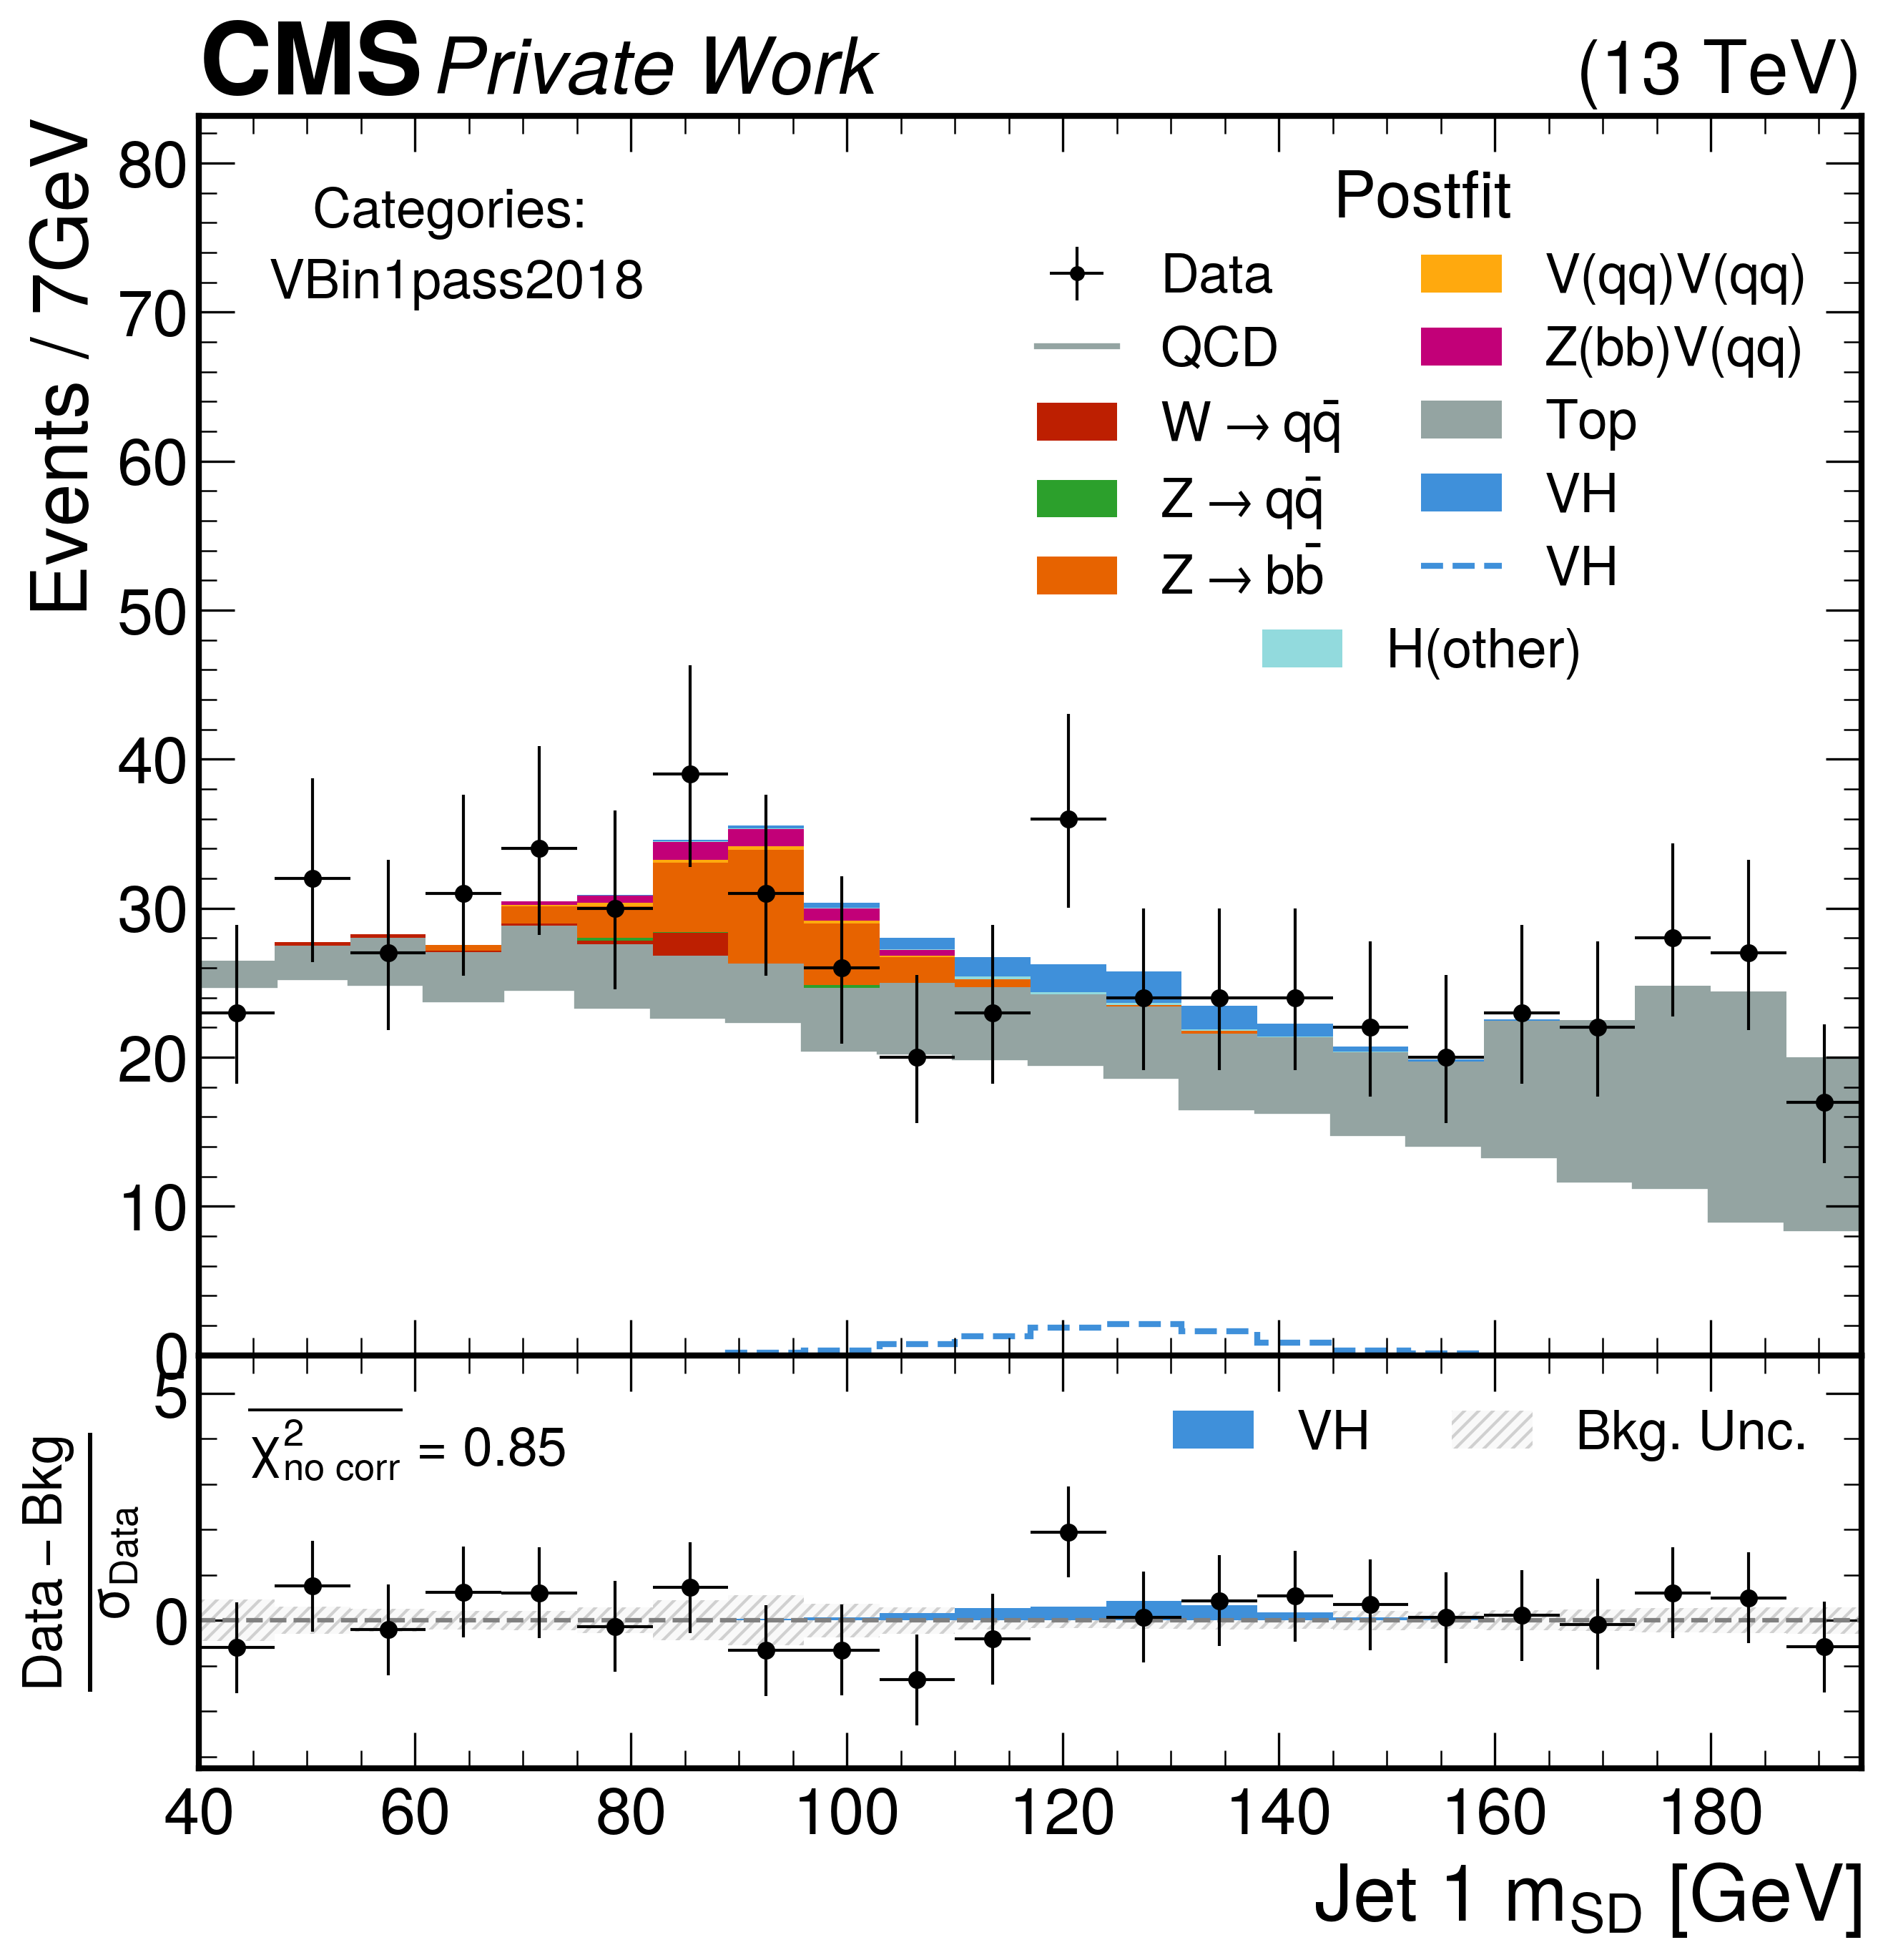 CMS Private Work (13 TeV)
Events / 7GeV
80
70
60
50
40
30
20
10
0
Categories:
VBin1pass2018
Postfit
Data
QCD
W → qq̄
Z → qq̄
Z → bb̄
V(qq)V(qq)
Z(bb)V(qq)
Top
VH
VH
H(other)
Data − Bkg
σData
5
0
χ²no corr = 0.85
VH
Bkg. Unc.
40 60 80 100 120 140 160 180
Jet 1 mSD [GeV]